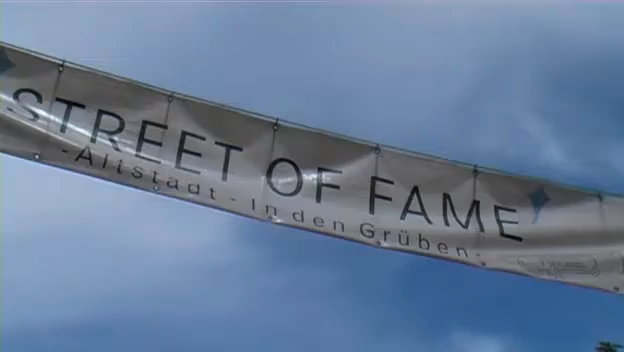 STREET OF FAME
-Altstadt - In den Grüben-